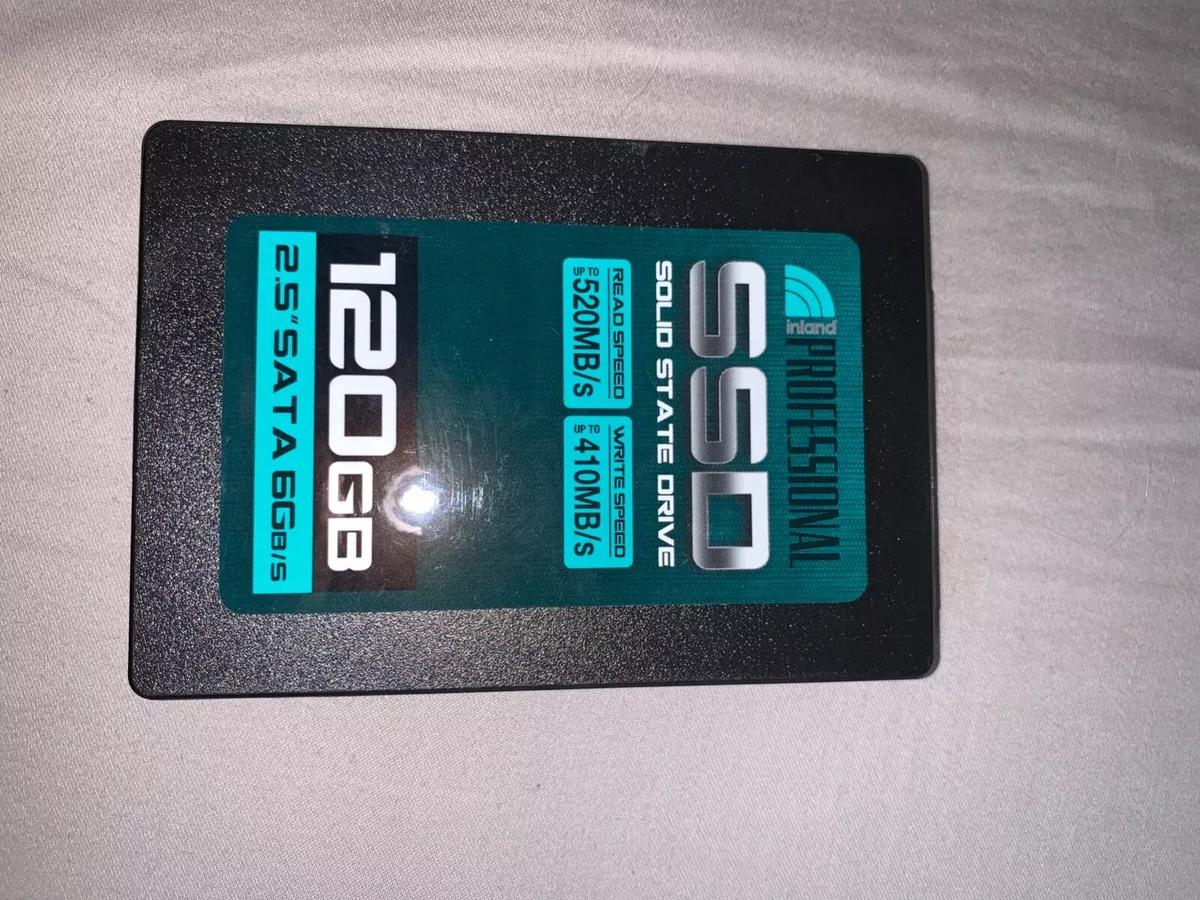 inland PROFESSIONAL
SSD
SOLID STATE DRIVE
READ SPEED
UP TO 520MB/s
WRITE SPEED
UP TO 410MB/s
120GB
2.5" SATA 6GB/S